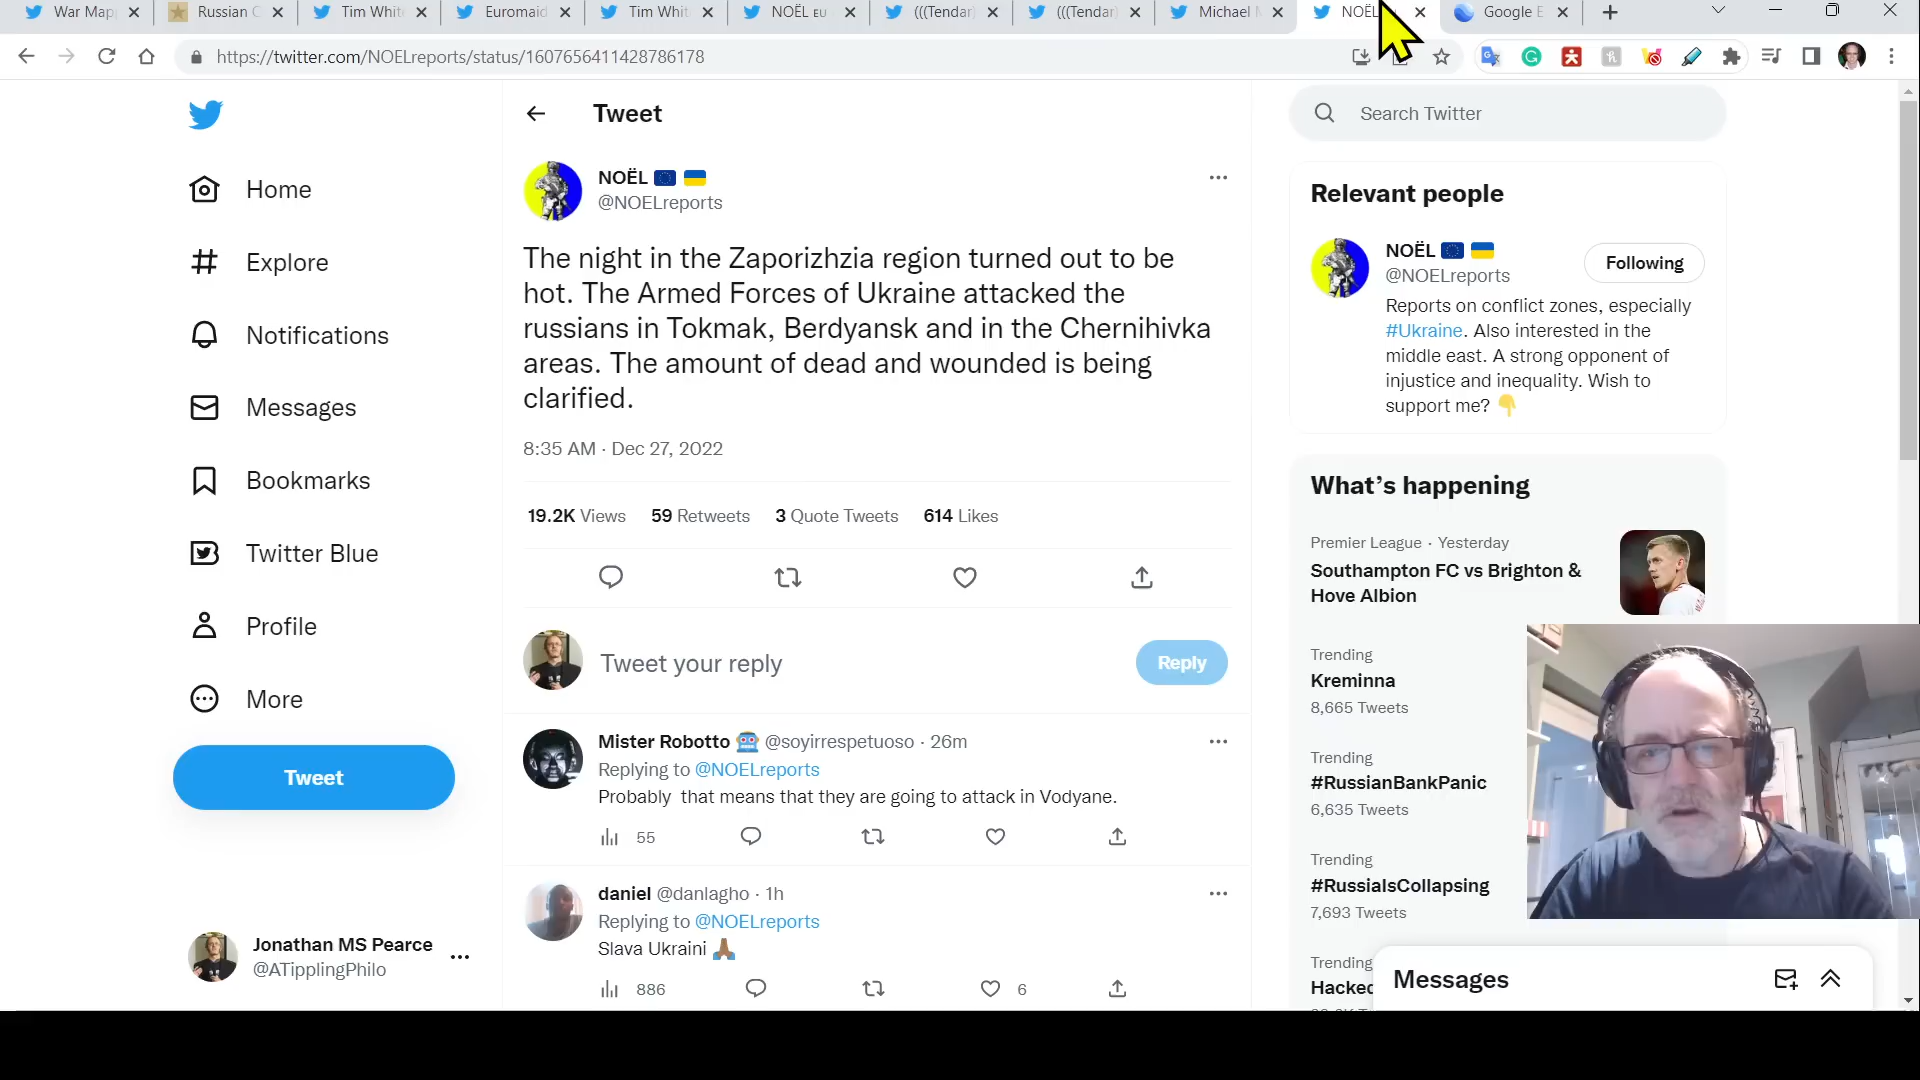 War Map
Russian C
Tim Whit
Euromaid
Tim Whit
NOËL EU
(((Tendar
(((Tendar
Michael
NOËL
Google E
https://twitter.com/NOELreports/status/1607656411428786178
Home
Explore
Notifications
Messages
Bookmarks
Twitter Blue
Profile
More
Tweet
Jonathan MS Pearce
@ATipplingPhilo
Tweet
NOËL
@NOELreports
The night in the Zaporizhzia region turned out to be
hot. The Armed Forces of Ukraine attacked the
russians in Tokmak, Berdyansk and in the Chernihivka
areas. The amount of dead and wounded is being
clarified.
8:35 AM · Dec 27, 2022
19.2K Views 59 Retweets 3 Quote Tweets 614 Likes
Tweet your reply
Reply
Mister Robotto @soyirrespetuoso · 26m
Replying to @NOELreports
Probably that means that they are going to attack in Vodyane.
55
daniel @danlagho · 1h
Replying to @NOELreports
Slava Ukraini
886
6
Search Twitter
Relevant people
NOËL
@NOELreports
Following
Reports on conflict zones, especially
#Ukraine. Also interested in the
middle east. A strong opponent of
injustice and inequality. Wish to
support me?
What's happening
Premier League · Yesterday
Southampton FC vs Brighton &
Hove Albion
Trending
Kreminna
8,665 Tweets
Trending
#RussianBankPanic
6,635 Tweets
Trending
#RussiaIsCollapsing
7,693 Tweets
Trending
Hacked
Messages